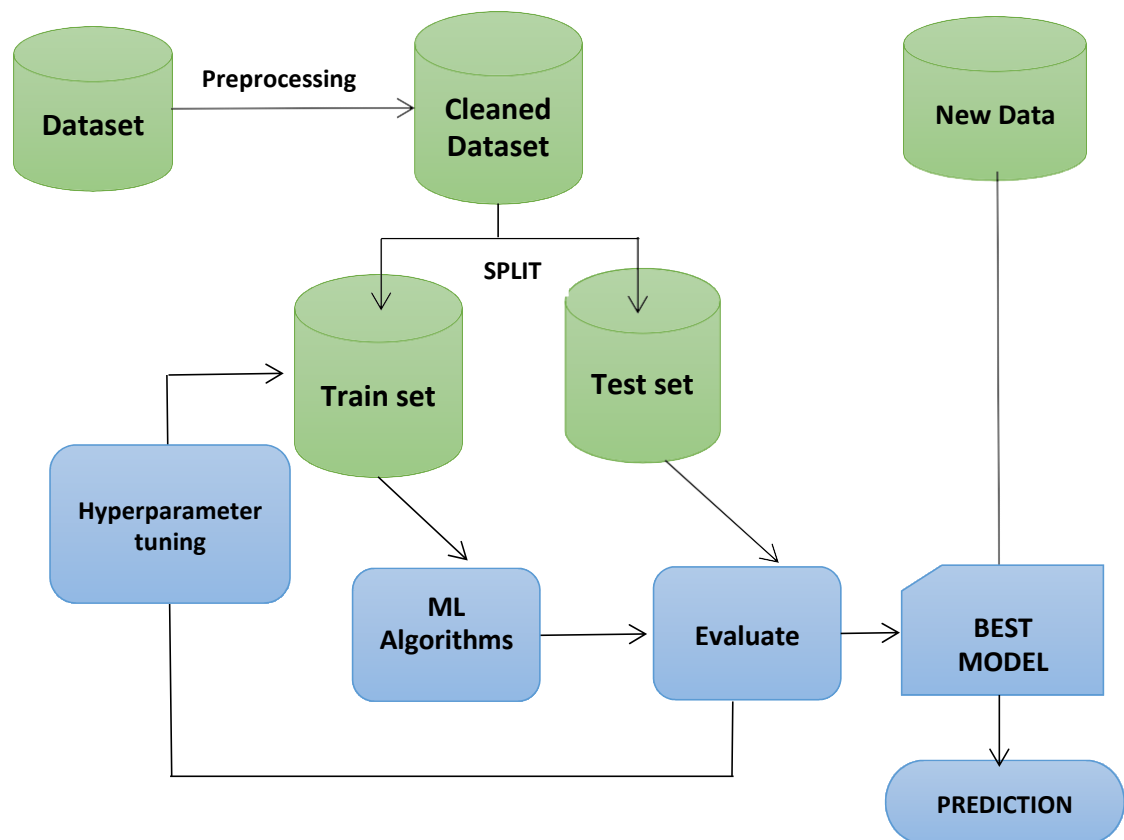 Preprocessing
Dataset
Cleaned
Dataset
New Data
SPLIT
Train set
Test set
Hyperparameter
tuning
ML
Algorithms
Evaluate
BEST
MODEL
PREDICTION